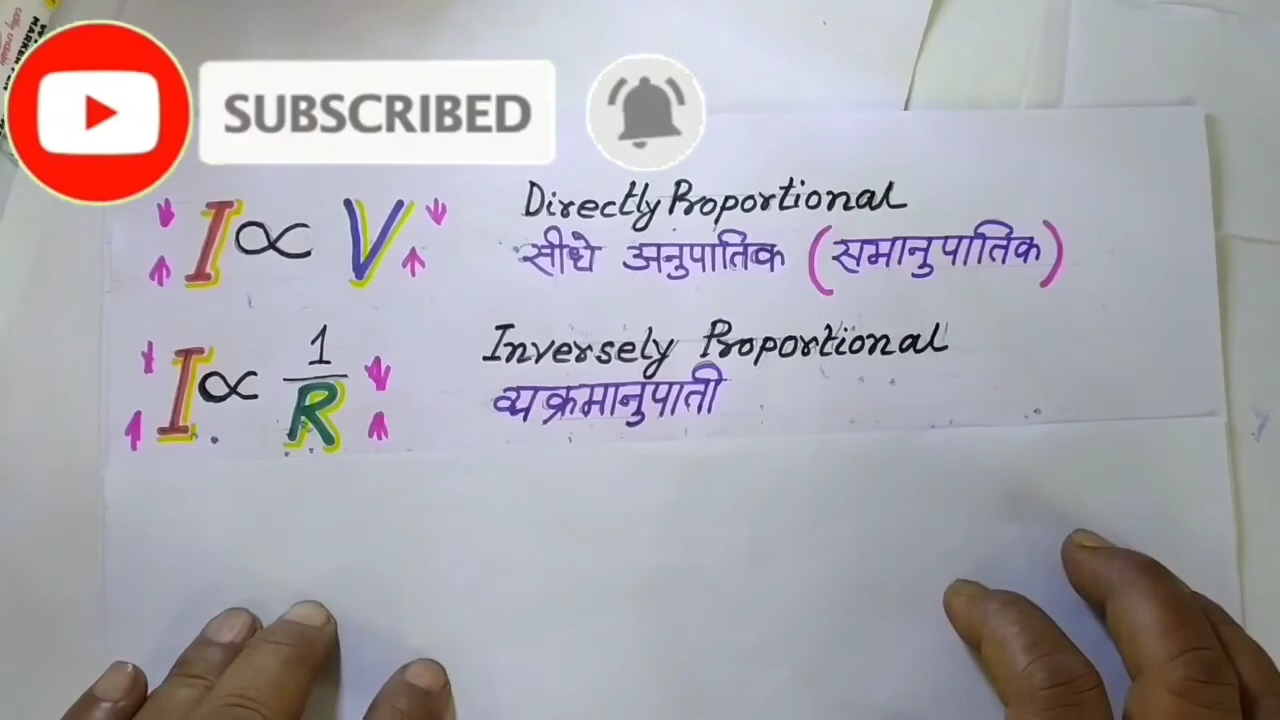 SUBSCRIBED
I ∝ V Directly Proportional
सीधे अनुपातिक (समानुपातिक)
I ∝ 1/R Inversely Proportional
व्यक्रमानुपाती